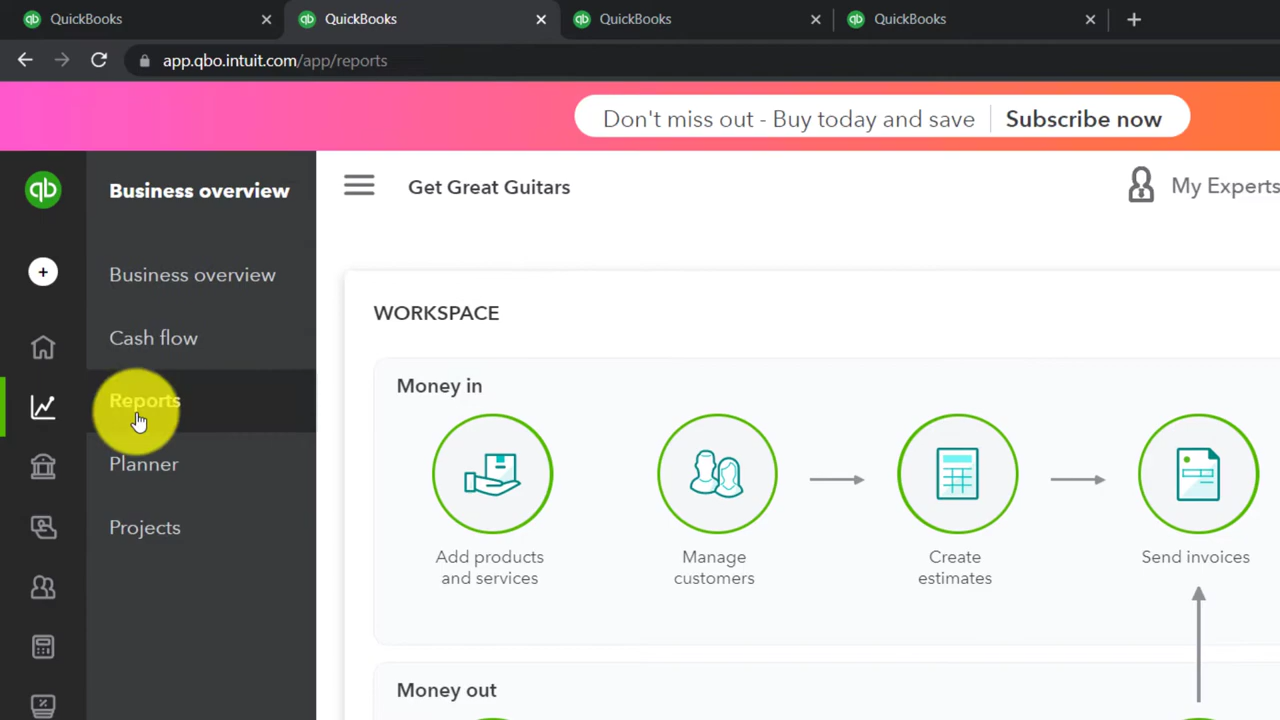 QuickBooks
QuickBooks
QuickBooks
QuickBooks
app.qbo.intuit.com/app/reports
Don't miss out - Buy today and save
Subscribe now
qb
Business overview
Business overview
Cash flow
Reports
Planner
Projects
Get Great Guitars
My Experts
WORKSPACE
Money in
Add products
and services
Manage
customers
Create
estimates
Send invoices
Money out